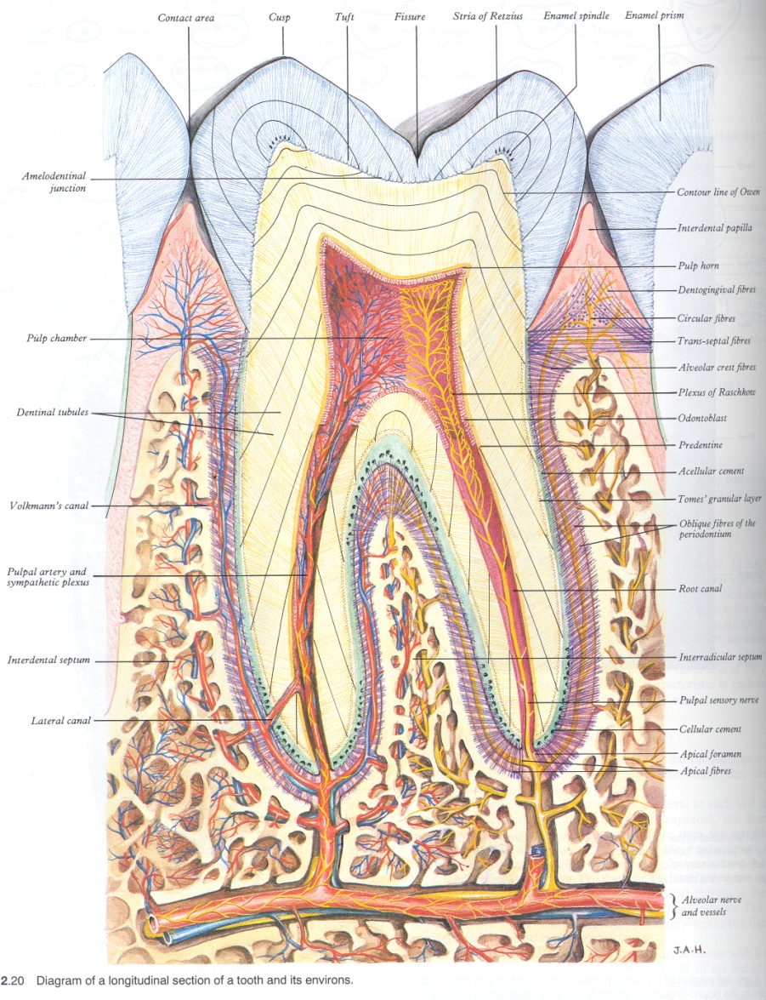 Contact area
Cusp
Tuft
Fissure
Stria of Retzius
Enamel spindle
Enamel prism
Amelodentinal
junction
Pulp chamber
Dentinal tubules
Volkmann's canal
Pulpal artery and
sympathetic plexus
Interdental septum
Lateral canal
Contour line of Owen
Interdental papilla
Pulp horn
Dentogingival fibres
Circular fibres
Trans-septal fibres
Alveolar crest fibres
Plexus of Raschkow
Odontoblast
Predentine
Acellular cement
Tomes' granular layer
Oblique fibres of the
periodontium
Root canal
Interradicular septum
Pulpal sensory nerve
Cellular cement
Apical foramen
Apical fibres
Alveolar nerve
and vessels
J.A.H.
2.20 Diagram of a longitudinal section of a tooth and its environs.